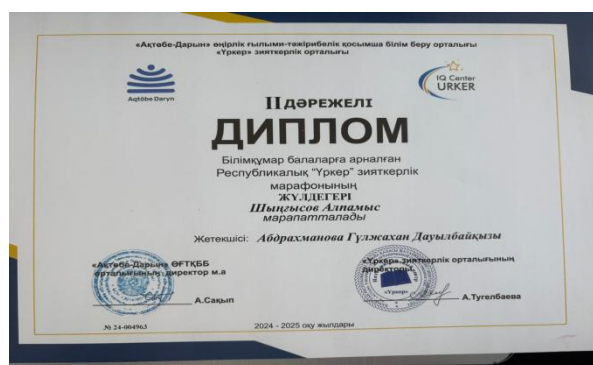 «Ақтөбе-Дарын» өңірлік ғылыми-тәжірибелік қосымша білім беру орталығы
«Үркер» зияткерлік орталығы
Aqtöbe Daryn
IQ Center
URKER
II ДӘРЕЖЕЛІ
ДИПЛОМ
Білімқұмар балаларға арналған
Республикалық "Үркер" зияткерлік
марафонының
ЖҮЛДЕГЕРІ
Шыңғысов Алпамыс
марапатталады
Жетекшісі: Абдрахманова Гулжахан Дауылбайқызы
«Ақтөбе-Дарын» ӨҒТҚББ
орталығының директор м.а
А.Сақып
«Үркер» зияткерлік орталығының
директоры
«Үркер»
А.Тугелбаева
№ 24-004963
2024 - 2025 оқу жылдары